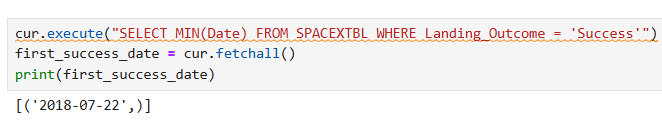 cur.execute("SELECT MIN(Date) FROM SPACEXTBL WHERE Landing_Outcome = 'Success'")
first_success_date = cur.fetchall()
print(first_success_date)
[('2018-07-22',)]